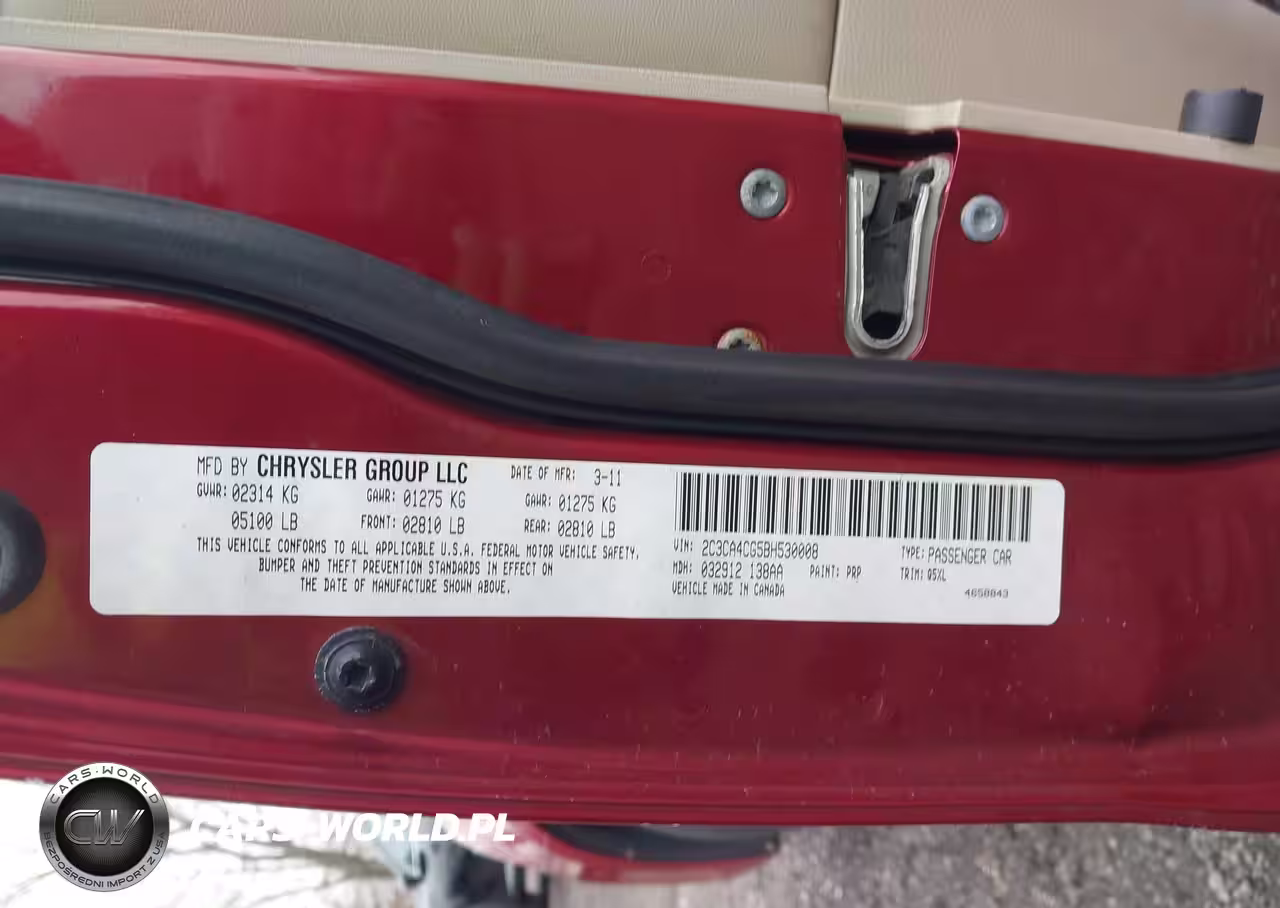 MFD BY CHRYSLER GROUP LLC DATE OF MFR: 3-11
GVWR: 02314 KG GAWR: 01275 KG GAWR: 01275 KG
05100 LB FRONT: 02810 LB REAR: 02810 LB
THIS VEHICLE CONFORMS TO ALL APPLICABLE U.S.A. FEDERAL MOTOR VEHICLE SAFETY,
BUMPER AND THEFT PREVENTION STANDARDS IN EFFECT ON
THE DATE OF MANUFACTURE SHOWN ABOVE.
VIN: 2C3CA4CG5BH530008 TYPE: PASSENGER CAR
MDH: 032912 138AA PAINT: PRP TRIM: Q5XL
VEHICLE MADE IN CANADA 4658843
CARS-WORLD
CW
BEZPOŚREDNI IMPORT Z USA
CARS-WORLD.PL